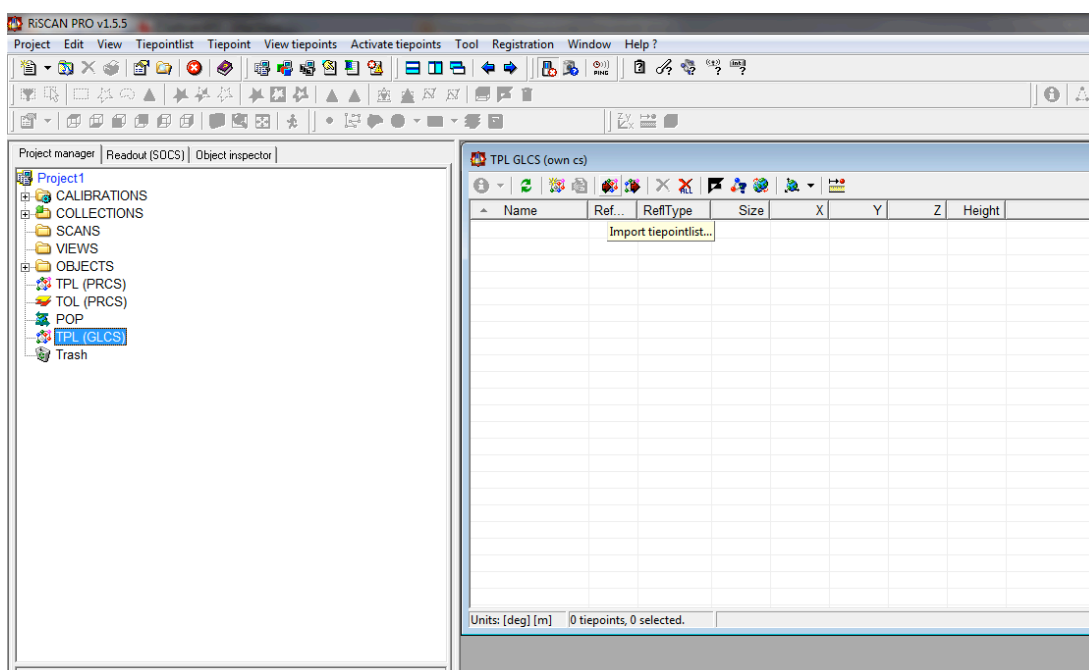 RiSCAN PRO v1.5.5
Project Edit View Tiepointlist Tiepoint View tiepoints Activate tiepoints Tool Registration Window Help ?
PING
Project manager Readout (SOCS) Object inspector
Project1
CALIBRATIONS
COLLECTIONS
SCANS
VIEWS
OBJECTS
TPL (PRCS)
TOL (PRCS)
POP
TPL (GLCS)
Trash
TPL GLCS (own cs)
ALL
Name Ref... ReflType Size X Y Z Height
Import tiepointlist...
Units: [deg] [m] 0 tiepoints, 0 selected.